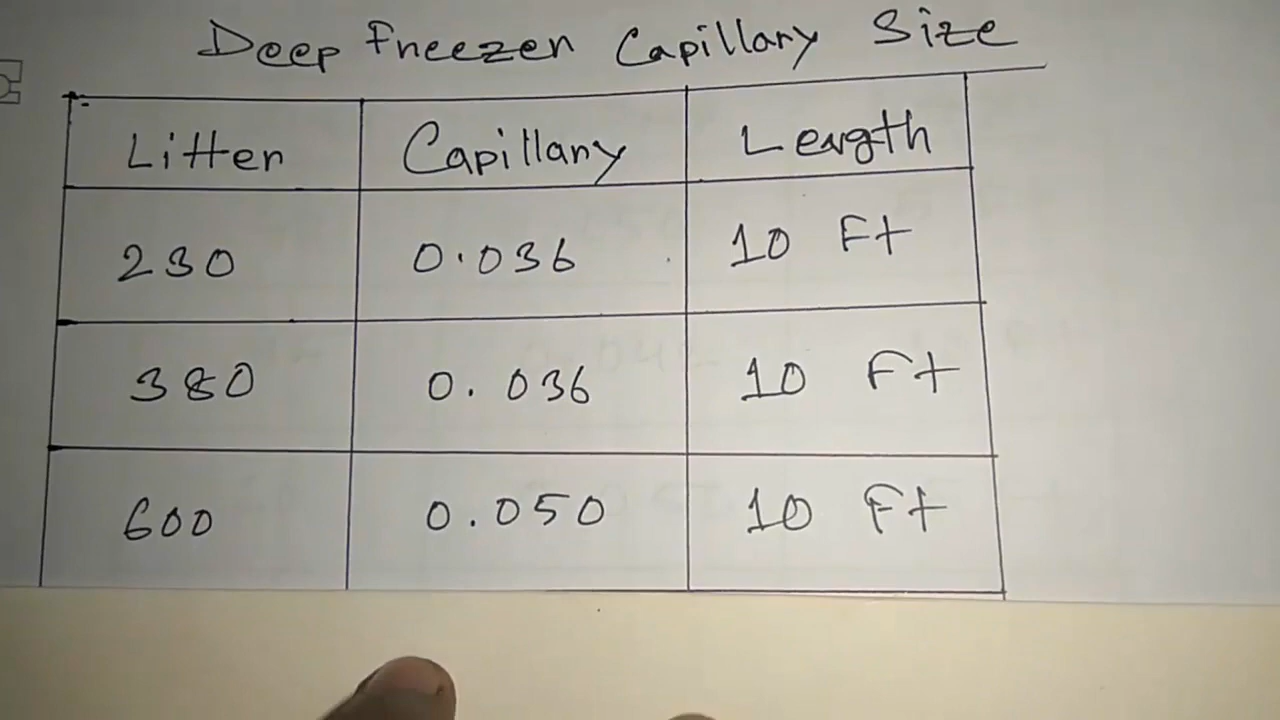 Deep Freezer Capillary Size
Litter Capillary Length
230 0.036 10 Ft
380 0.036 10 Ft
600 0.050 10 Ft